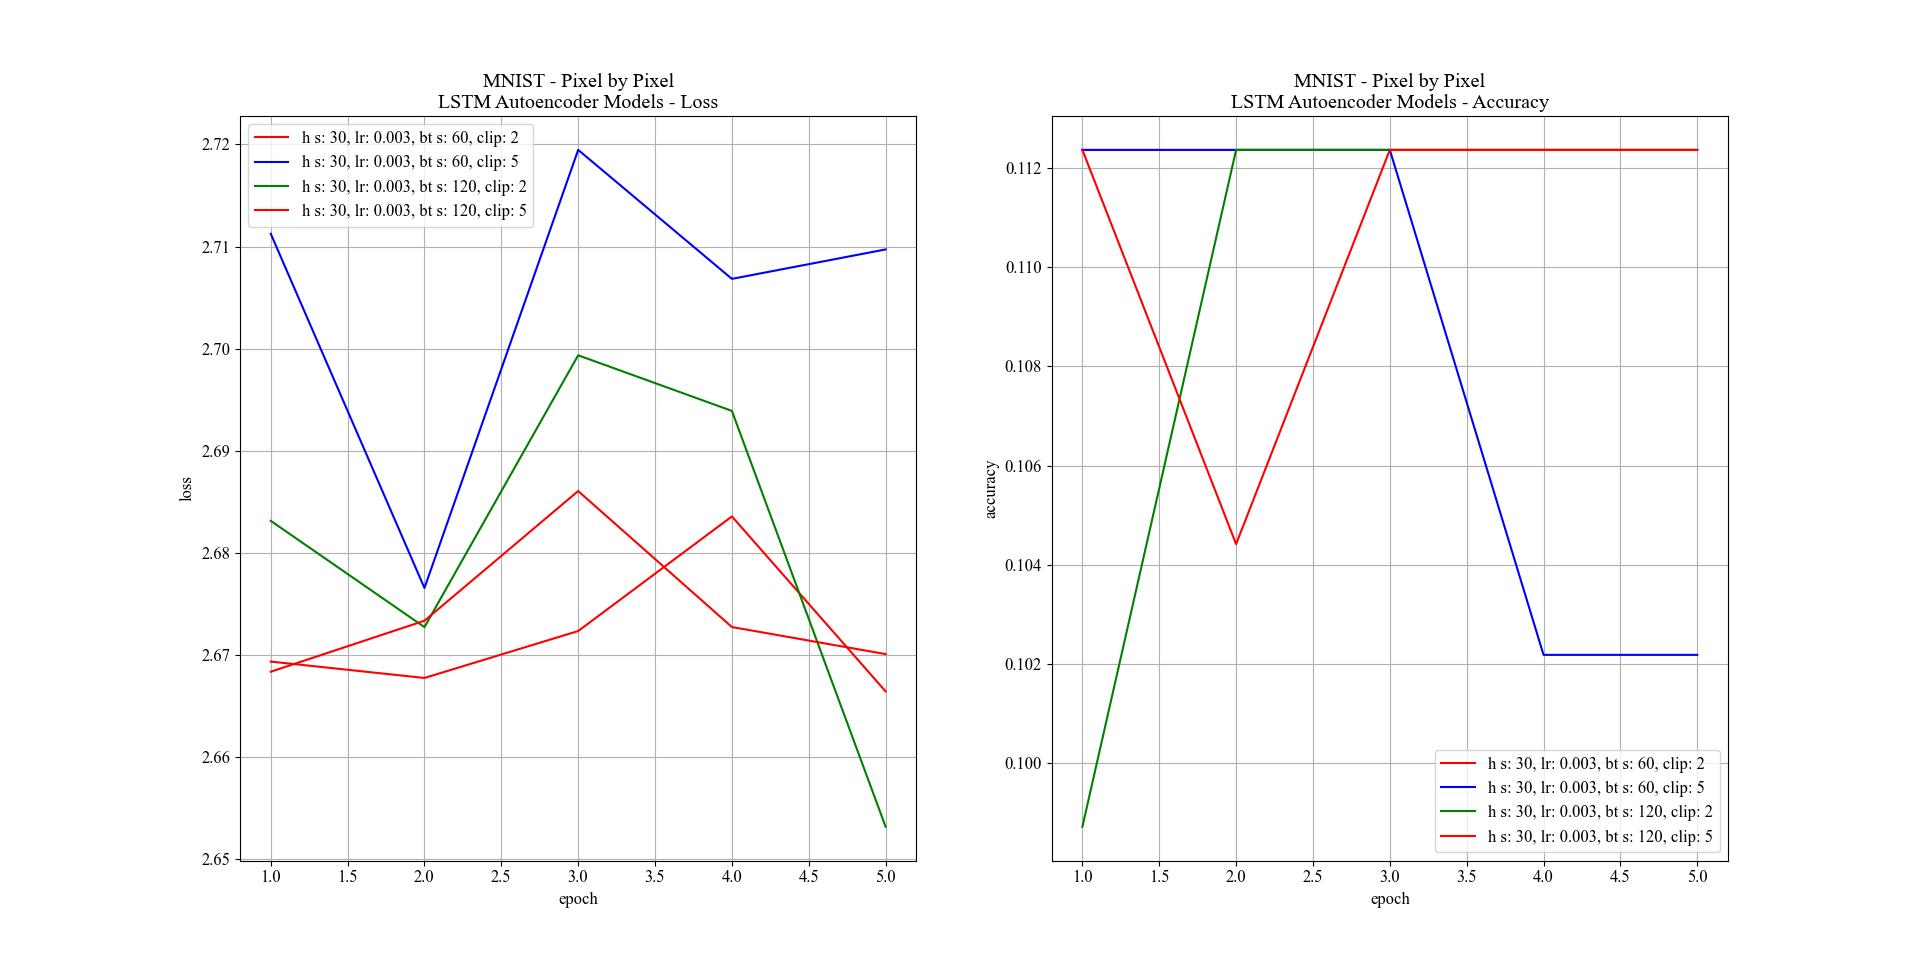 MNIST - Pixel by Pixel
LSTM Autoencoder Models - Loss
h s: 30, lr: 0.003, bt s: 60, clip: 2
h s: 30, lr: 0.003, bt s: 60, clip: 5
h s: 30, lr: 0.003, bt s: 120, clip: 2
h s: 30, lr: 0.003, bt s: 120, clip: 5
2.72
2.71
2.70
2.69
2.68
2.67
2.66
2.65
loss
1.0 1.5 2.0 2.5 3.0 3.5 4.0 4.5 5.0
epoch
MNIST - Pixel by Pixel
LSTM Autoencoder Models - Accuracy
0.112
0.110
0.108
0.106
0.104
0.102
0.100
accuracy
h s: 30, lr: 0.003, bt s: 60, clip: 2
h s: 30, lr: 0.003, bt s: 60, clip: 5
h s: 30, lr: 0.003, bt s: 120, clip: 2
h s: 30, lr: 0.003, bt s: 120, clip: 5
1.0 1.5 2.0 2.5 3.0 3.5 4.0 4.5 5.0
epoch